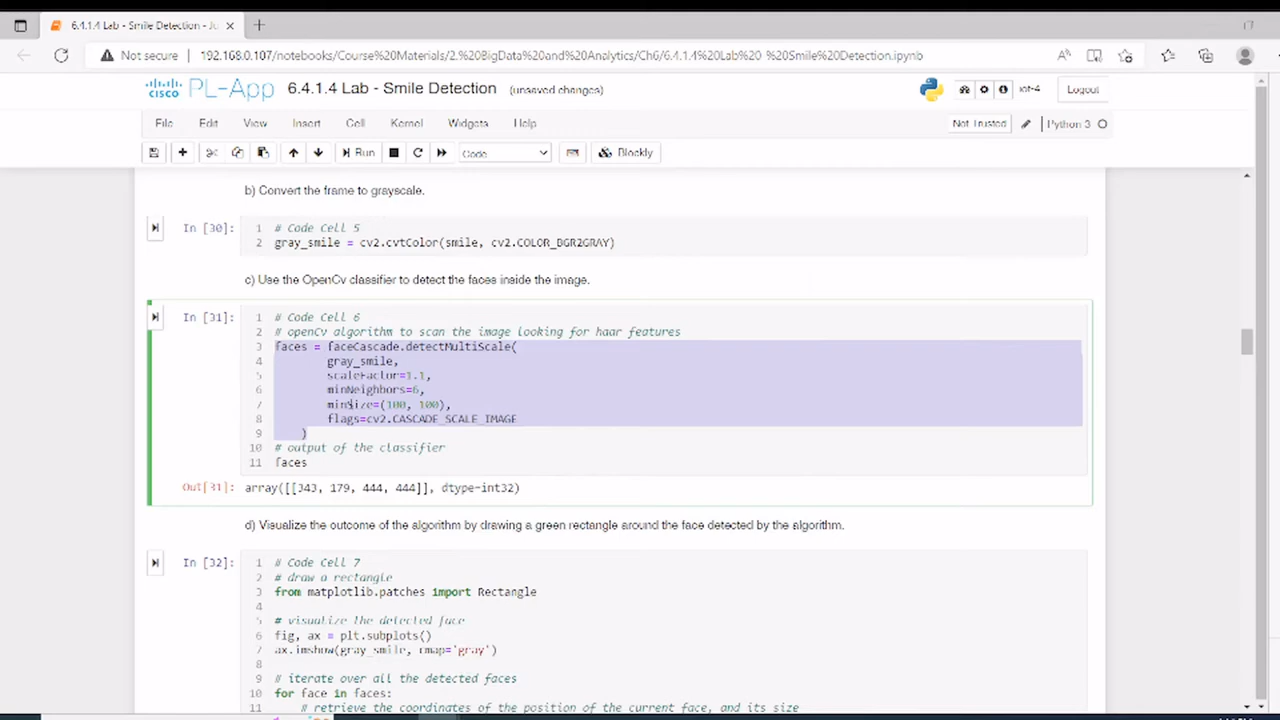 6.4.1.4 Lab - Smile Detection - Ju
Not secure 192.168.0.107/notebooks/Course%20Materials/2.%20BigData%20and%20Analytics/Ch6/6.4.1.4%20Lab%20 %20Smile%20Detection.ipynb
CISCO PL-App 6.4.1.4 Lab - Smile Detection (unsaved changes) iot-4 Logout
File Edit View Insert Cell Kernel Widgets Help Not Trusted Python 3
Run Code Blockly
b) Convert the frame to grayscale.
In [30]: 1 # Code Cell 5
2 gray_smile = cv2.cvtColor(smile, cv2.COLOR_BGR2GRAY)
c) Use the OpenCv classifier to detect the faces inside the image.
In [31]: 1 # Code Cell 6
2 # openCv algorithm to scan the image looking for haar features
3 faces = faceCascade.detectMultiScale(
4 gray_smile,
5 scaleFactor=1.1,
6 minNeighbors=6,
7 minSize=(100, 100),
8 flags=cv2.CASCADE_SCALE_IMAGE
9 )
10 # output of the classifier
11 faces
Out[31]: array([[343, 179, 444, 444]], dtype=int32)
d) Visualize the outcome of the algorithm by drawing a green rectangle around the face detected by the algorithm.
In [32]: 1 # Code Cell 7
2 # draw a rectangle
3 from matplotlib.patches import Rectangle
4
5 # visualize the detected face
6 fig, ax = plt.subplots()
7 ax.imshow(gray_smile, cmap='gray')
8
9 # iterate over all the detected faces
10 for face in faces:
11 # retrieve the coordinates of the position of the current face, and its size